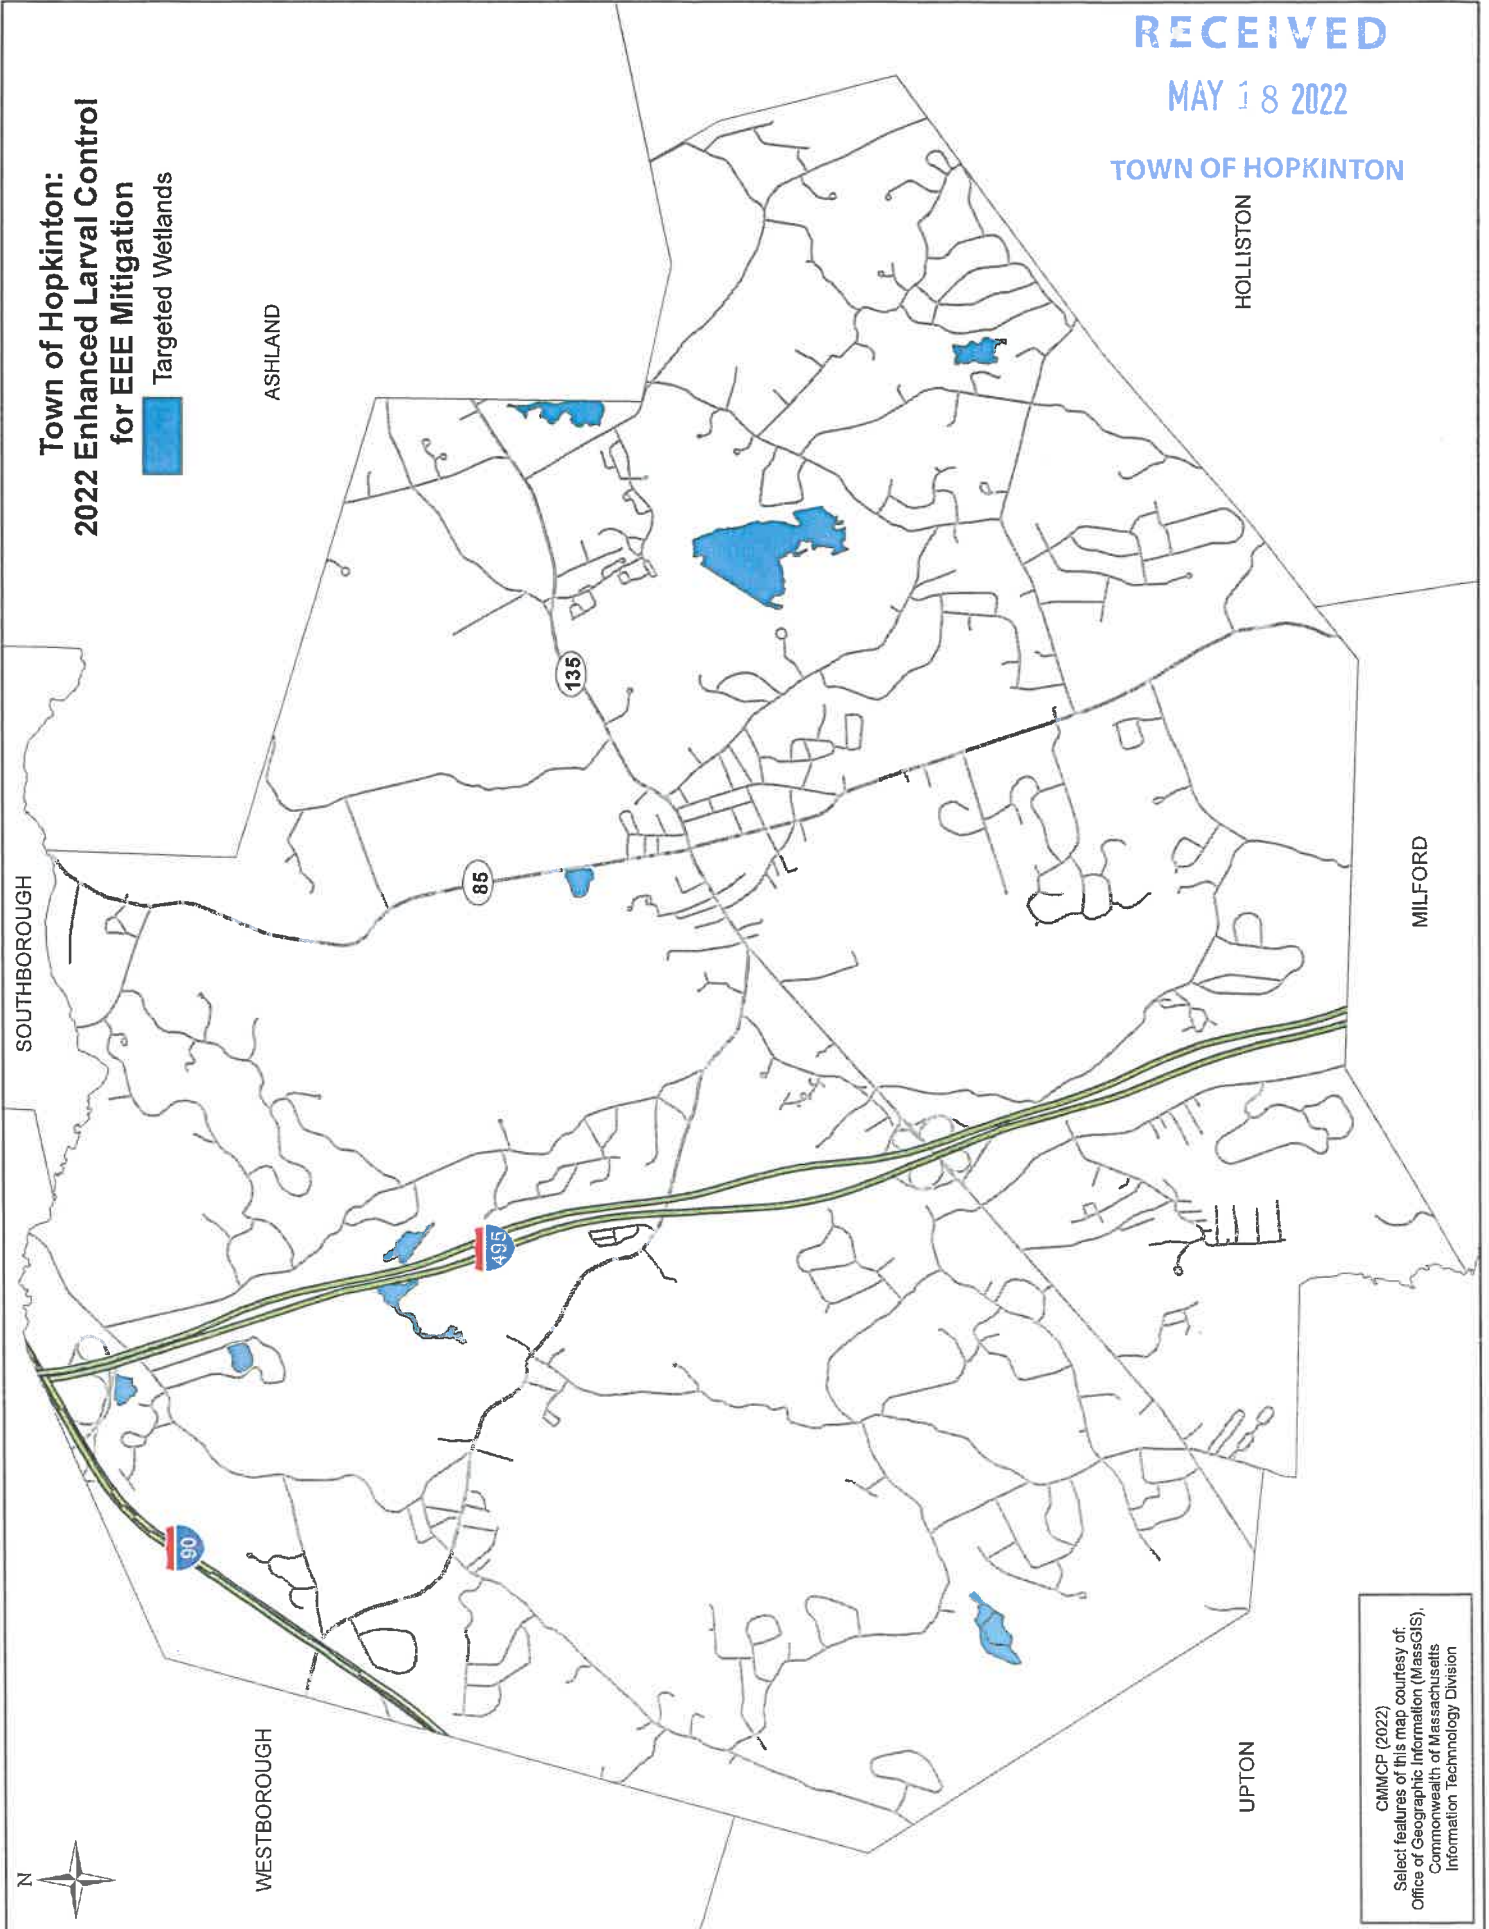 RECEIVED
MAY 18 2022
TOWN OF HOPKINTON
Town of Hopkinton:
2022 Enhanced Larval Control
for EEE Mitigation
Targeted Wetlands
N
SOUTHBOROUGH
ASHLAND
HOLLISTON
WESTBOROUGH
UPTON
MILFORD
135
85
495
90
CMMCP (2022)
Select features of this map courtesy of:
Office of Geographic Information (MassGIS),
Commonwealth of Massachusetts
Information Technnology Division